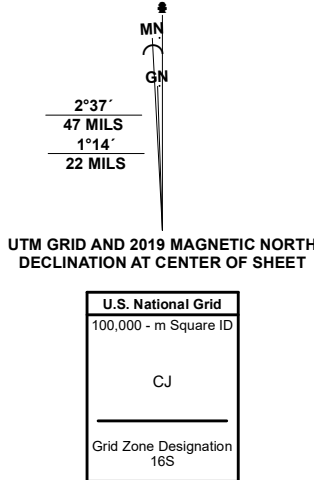 MN
GN
2°37´
47 MILS
1°14´
22 MILS
UTM GRID AND 2019 MAGNETIC NORTH
DECLINATION AT CENTER OF SHEET
U.S. National Grid
100,000 - m Square ID
CJ
Grid Zone Designation
16S